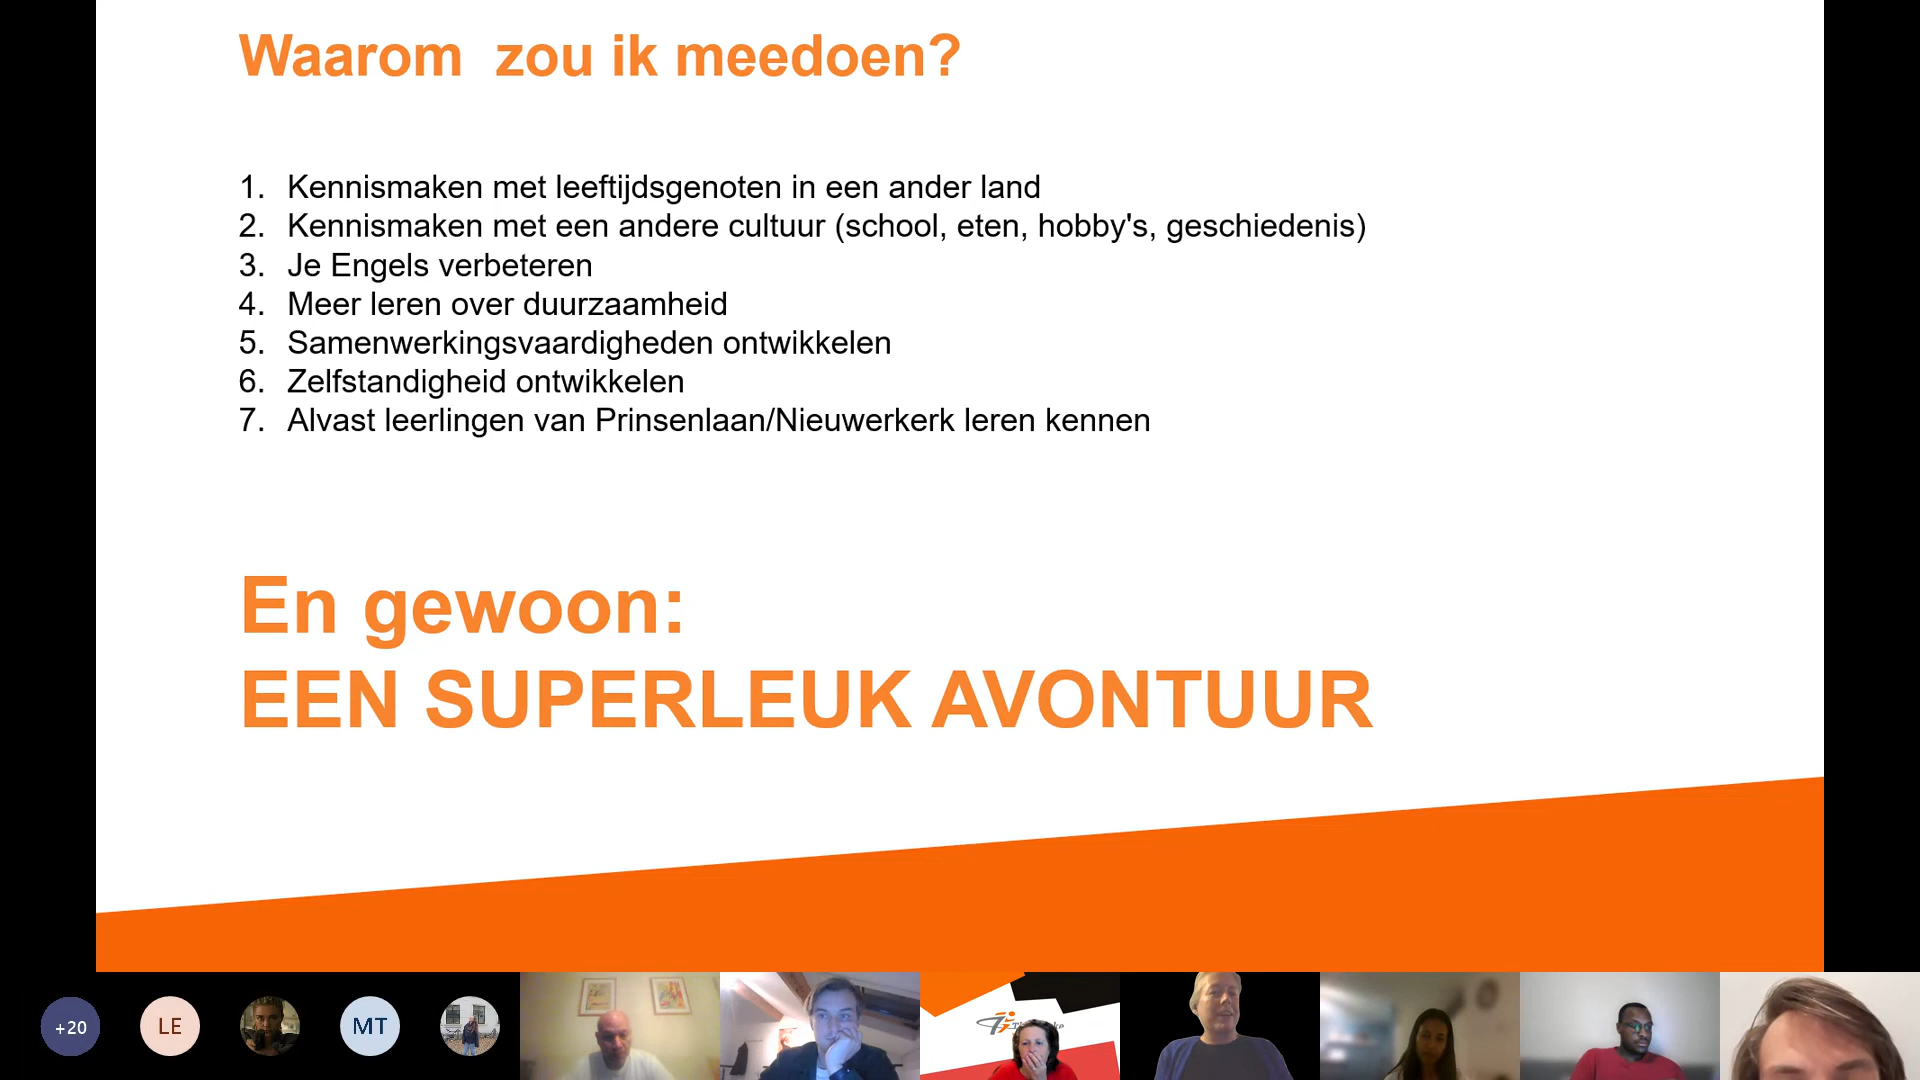 Waarom zou ik meedoen?
1. Kennismaken met leeftijdsgenoten in een ander land
2. Kennismaken met een andere cultuur (school, eten, hobby's, geschiedenis)
3. Je Engels verbeteren
4. Meer leren over duurzaamheid
5. Samenwerkingsvaardigheden ontwikkelen
6. Zelfstandigheid ontwikkelen
7. Alvast leerlingen van Prinsenlaan/Nieuwerkerk leren kennen
En gewoon:
EEN SUPERLEUK AVONTUUR
+20
LE
MT